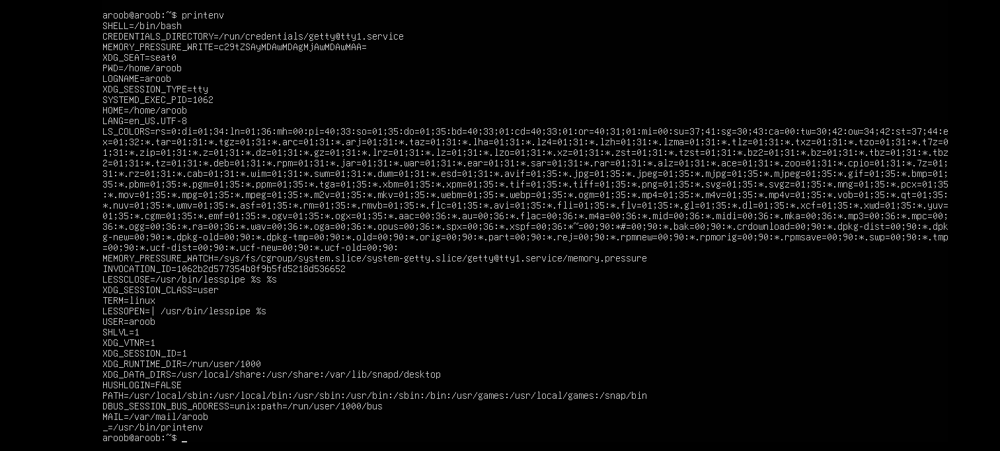 aroob@aroob:~$ printenv
SHELL=/bin/bash
CREDENTIALS_DIRECTORY=/run/credentials/getty@tty1.service
MEMORY_PRESSURE_WRITE=c29tZSAyMDAwMDAgMjAwMDAwMAA=
XDG_SEAT=seat0
PWD=/home/aroob
LOGNAME=aroob
XDG_SESSION_TYPE=tty
SYSTEMD_EXEC_PID=1062
HOME=/home/aroob
LANG=en_US.UTF-8
LS_COLORS=rs=0:di=01;34:ln=01;36:mh=00:pi=40;33:so=01;35:do=01;35:bd=40;33;01:cd=40;33;01:or=40;31;01:mi=00:su=37;41:sg=30;43:ca=00:tw=30;42:ow=34;42:st=37;44:e
x=01;32:*.tar=01;31:*.tgz=01;31:*.arc=01;31:*.arj=01;31:*.taz=01;31:*.lha=01;31:*.lz4=01;31:*.lzh=01;31:*.lzma=01;31:*.tlz=01;31:*.txz=01;31:*.tzo=01;31:*.t7z=0
1;31:*.zip=01;31:*.z=01;31:*.dz=01;31:*.gz=01;31:*.lrz=01;31:*.lz=01;31:*.lzo=01;31:*.xz=01;31:*.zst=01;31:*.tzst=01;31:*.bz2=01;31:*.bz=01;31:*.tbz=01;31:*.tbz
2=01;31:*.tz=01;31:*.deb=01;31:*.rpm=01;31:*.jar=01;31:*.war=01;31:*.ear=01;31:*.sar=01;31:*.rar=01;31:*.alz=01;31:*.ace=01;31:*.zoo=01;31:*.cpio=01;31:*.7z=01;
31:*.rz=01;31:*.cab=01;31:*.wim=01;31:*.swm=01;31:*.dwm=01;31:*.esd=01;31:*.avif=01;35:*.jpg=01;35:*.jpeg=01;35:*.mjpg=01;35:*.mjpeg=01;35:*.gif=01;35:*.bmp=01;
35:*.pbm=01;35:*.pgm=01;35:*.ppm=01;35:*.tga=01;35:*.xbm=01;35:*.xpm=01;35:*.tif=01;35:*.tiff=01;35:*.png=01;35:*.svg=01;35:*.svgz=01;35:*.mng=01;35:*.pcx=01;35
:*.mov=01;35:*.mpg=01;35:*.mpeg=01;35:*.m2v=01;35:*.mkv=01;35:*.webm=01;35:*.webp=01;35:*.ogm=01;35:*.mp4=01;35:*.m4v=01;35:*.mp4v=01;35:*.vob=01;35:*.qt=01;35:
*.nuv=01;35:*.wmv=01;35:*.asf=01;35:*.rm=01;35:*.rmvb=01;35:*.flc=01;35:*.avi=01;35:*.fli=01;35:*.flv=01;35:*.gl=01;35:*.dl=01;35:*.xcf=01;35:*.xwd=01;35:*.yuv=
01;35:*.cgm=01;35:*.emf=01;35:*.ogv=01;35:*.ogx=01;35:*.aac=00;36:*.au=00;36:*.flac=00;36:*.m4a=00;36:*.mid=00;36:*.midi=00;36:*.mka=00;36:*.mp3=00;36:*.mpc=00;
36:*.ogg=00;36:*.ra=00;36:*.wav=00;36:*.oga=00;36:*.opus=00;36:*.spx=00;36:*.xspf=00;36:*~=00;90:*#=00;90:*.bak=00;90:*.crdownload=00;90:*.dpkg-dist=00;90:*.dpk
g-new=00;90:*.dpkg-old=00;90:*.dpkg-tmp=00;90:*.old=00;90:*.orig=00;90:*.part=00;90:*.rej=00;90:*.rpmnew=00;90:*.rpmorig=00;90:*.rpmsave=00;90:*.swp=00;90:*.tmp
=00;90:*.ucf-dist=00;90:*.ucf-new=00;90:*.ucf-old=00;90:
MEMORY_PRESSURE_WATCH=/sys/fs/cgroup/system.slice/system-getty.slice/getty@tty1.service/memory.pressure
INVOCATION_ID=1062b2d577354b8f9b5fd5218d536652
LESSCLOSE=/usr/bin/lesspipe %s %s
XDG_SESSION_CLASS=user
TERM=linux
LESSOPEN=| /usr/bin/lesspipe %s
USER=aroob
SHLVL=1
XDG_VTNR=1
XDG_SESSION_ID=1
XDG_RUNTIME_DIR=/run/user/1000
XDG_DATA_DIRS=/usr/local/share:/usr/share:/var/lib/snapd/desktop
HUSHLOGIN=FALSE
PATH=/usr/local/sbin:/usr/local/bin:/usr/sbin:/usr/bin:/sbin:/bin:/usr/games:/usr/local/games:/snap/bin
DBUS_SESSION_BUS_ADDRESS=unix:path=/run/user/1000/bus
MAIL=/var/mail/aroob
_=/usr/bin/printenv
aroob@aroob:~$ _